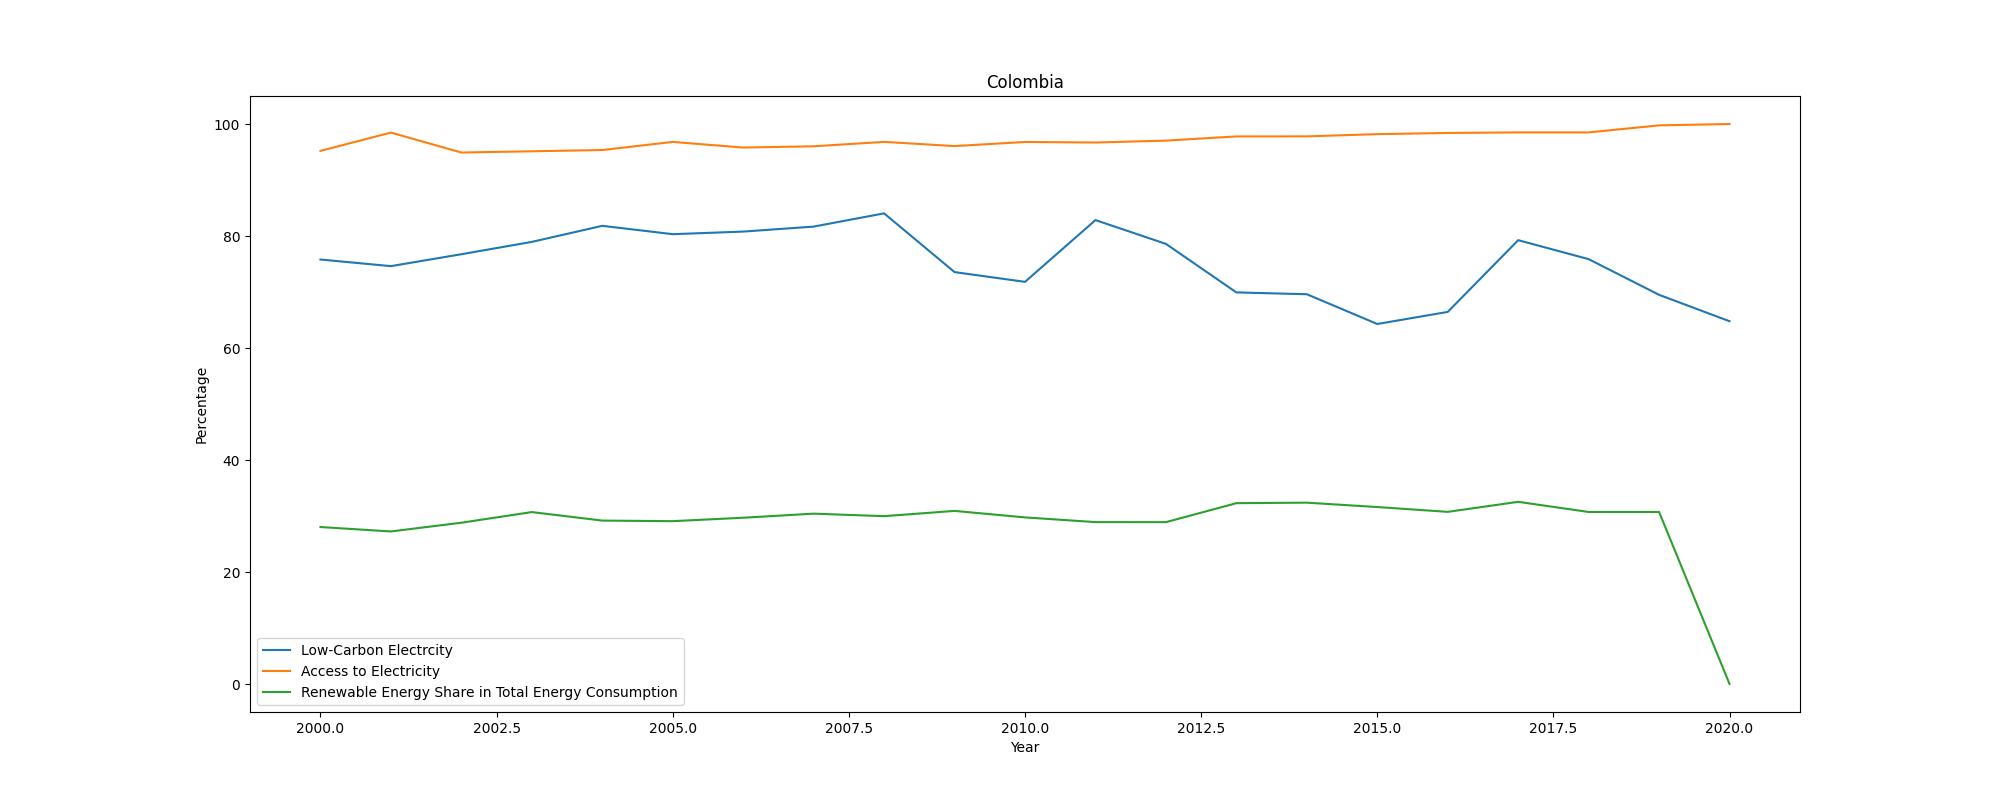 Colombia
100
80
60
40
20
0
Percentage
Low-Carbon Electrcity
Access to Electricity
Renewable Energy Share in Total Energy Consumption
2000.0 2002.5 2005.0 2007.5 2010.0 2012.5 2015.0 2017.5 2020.0
Year